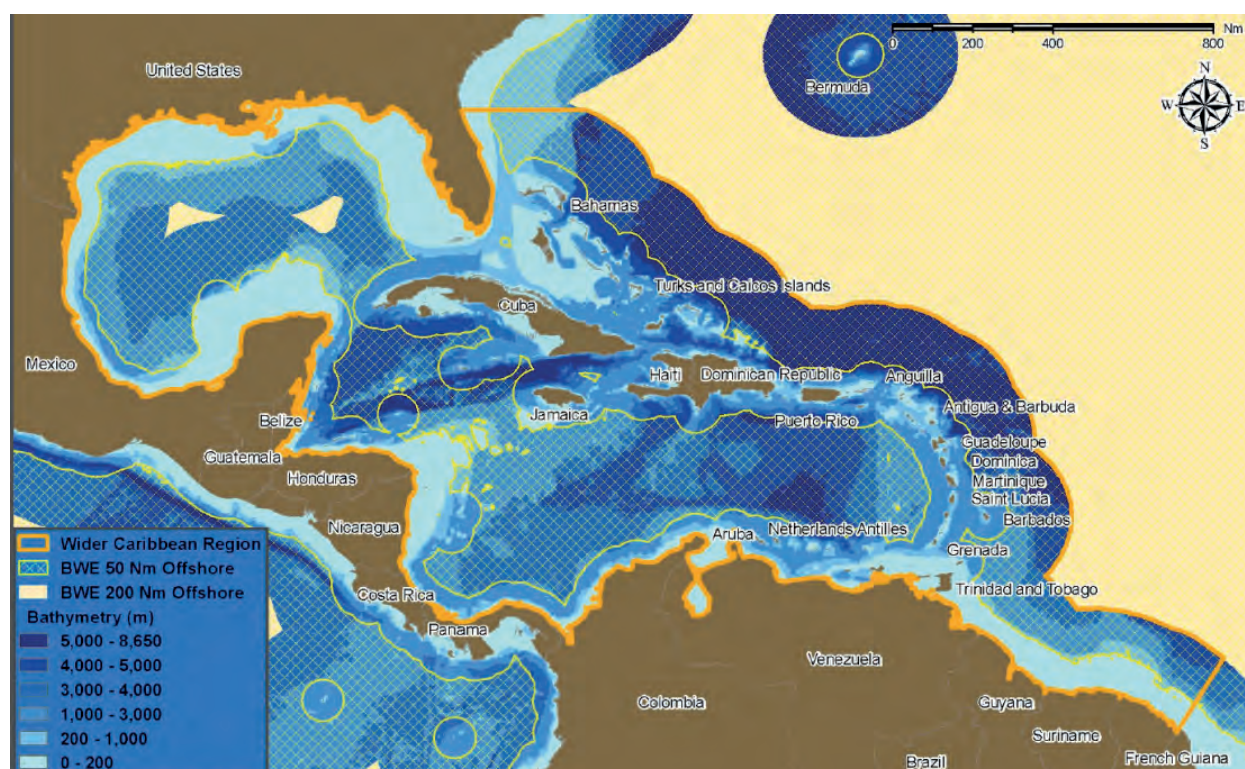 Nm
0 200 400 800
United States
Bermuda
N
W E
S
Bahamas
Turks and Caicos Islands
Cuba
Mexico
Haiti Dominican Republic
Anguilla
Jamaica
Antigua & Barbuda
Belize
Puerto Rico
Guadeloupe
Guatemala
Dominica
Honduras
Martinique
Saint Lucia
Nicaragua
Barbados
Aruba
Netherlands Antilles
Grenada
Costa Rica
Trinidad and Tobago
Panama
Venezuela
Colombia
Guyana
Suriname
Brazil
French Guiana
Wider Caribbean Region
BWE 50 Nm Offshore
BWE 200 Nm Offshore
Bathymetry (m)
5,000 - 8,650
4,000 - 5,000
3,000 - 4,000
1,000 - 3,000
200 - 1,000
0 - 200